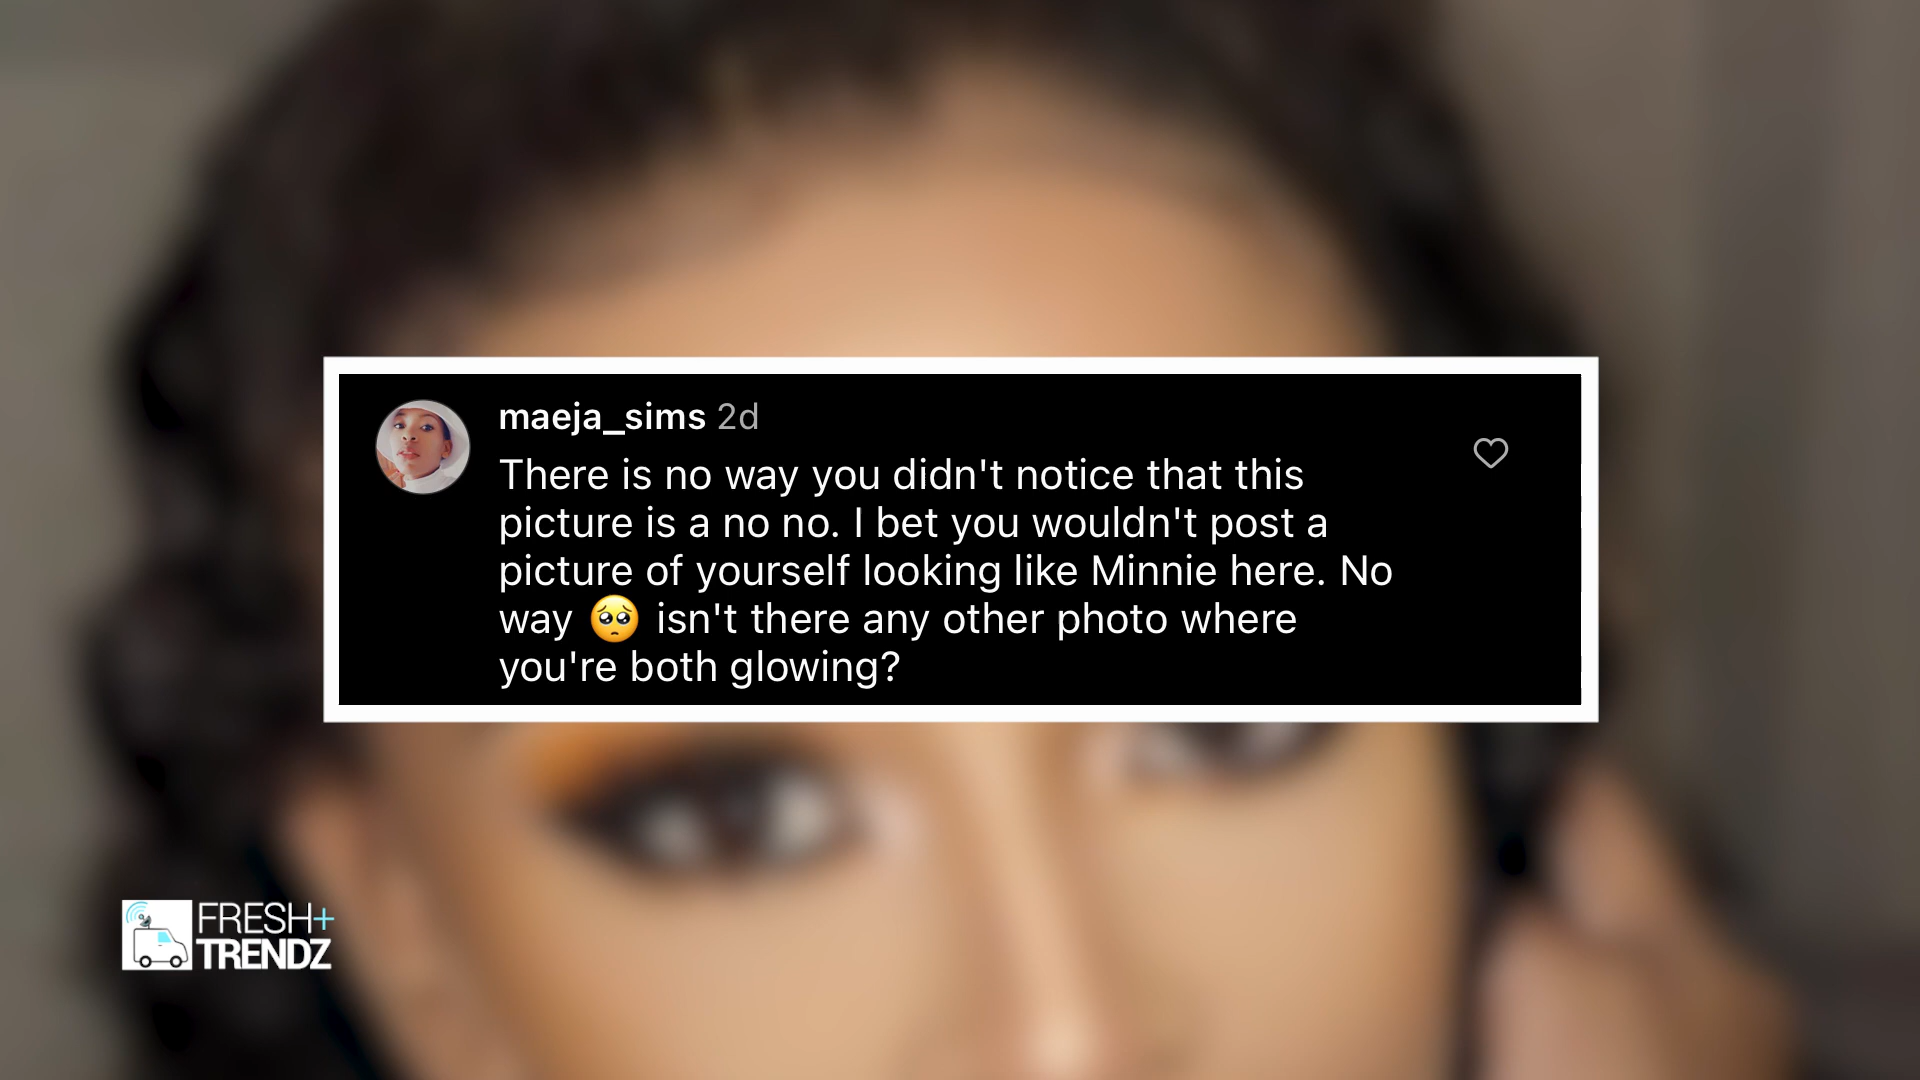 maeja_sims 2d
There is no way you didn't notice that this
picture is a no no. I bet you wouldn't post a
picture of yourself looking like Minnie here. No
way 🥺 isn't there any other photo where
you're both glowing?
FRESH+
TRENDZ